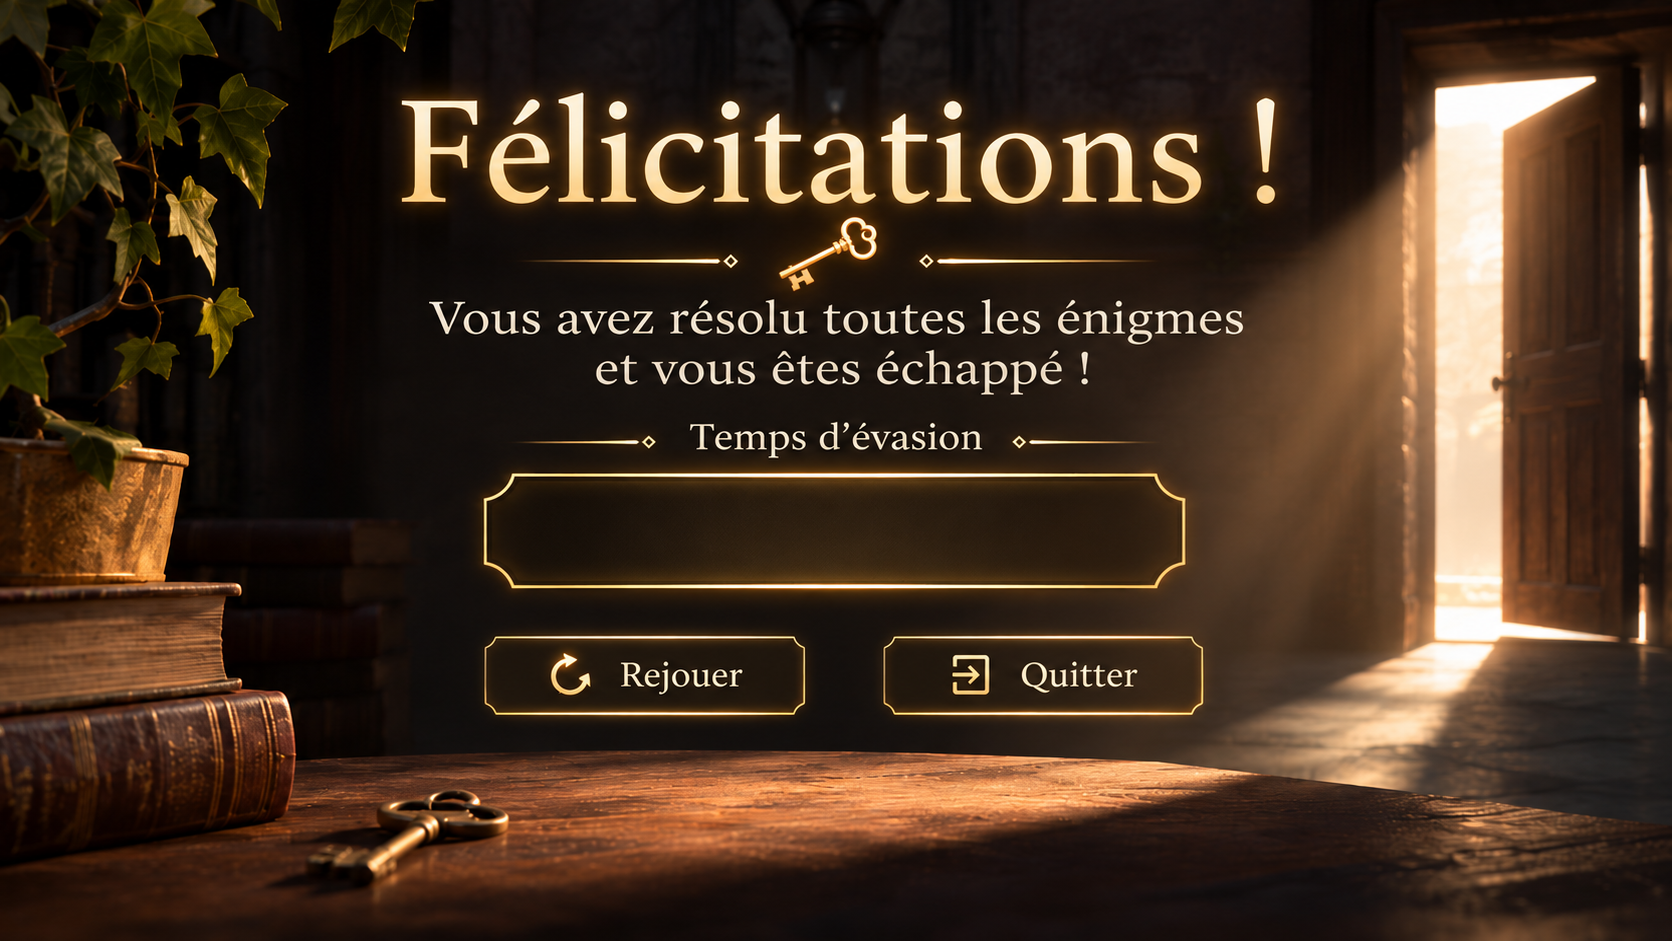 Félicitations !
Vous avez résolu toutes les énigmes
et vous êtes échappé !
Temps d’évasion
Rejouer
Quitter